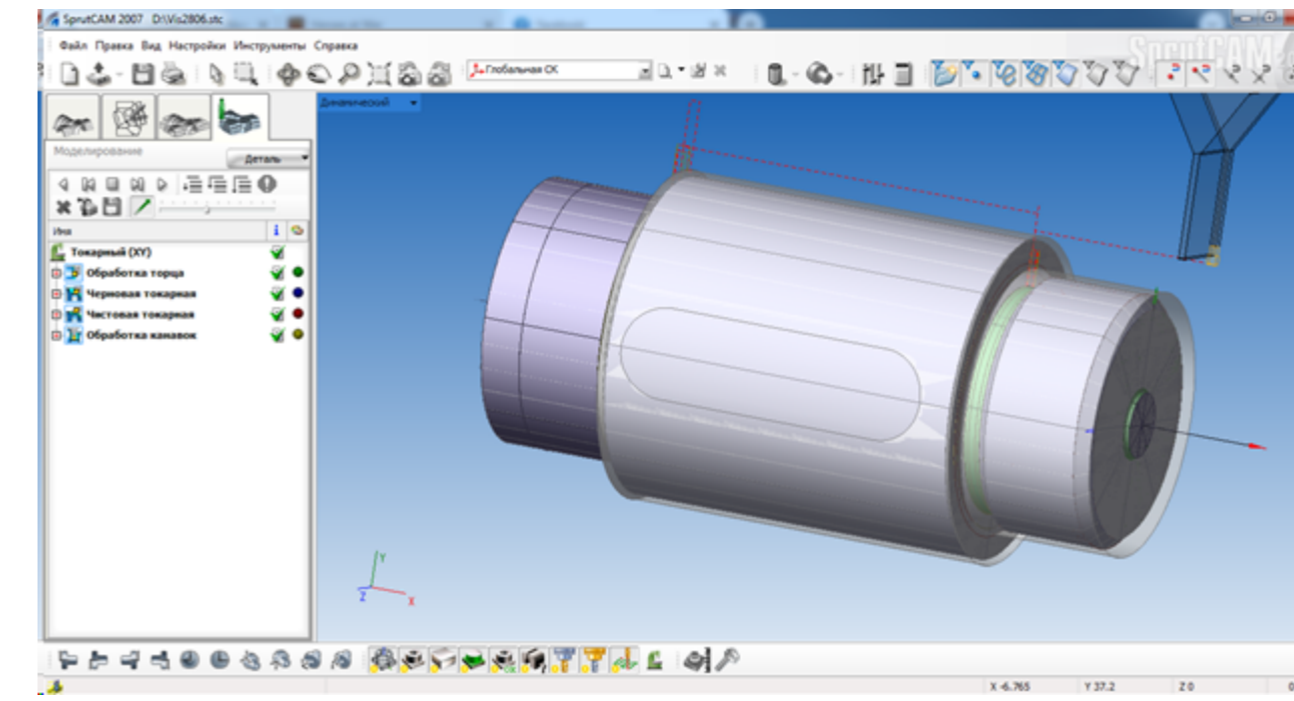 SprutCAM 2007 D:\Vis2806.stc
Файл Правка Вид Настройки Инструменты Справка
SprutCAM
Глобальная СК
Динамический
Моделирование
Деталь
Имя
Токарный (XY)
Обработка торца
Черновая токарная
Чистовая токарная
Обработка канавок
Y
Z
X
X -6.765 Y 37.2 Z 0